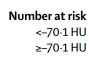 Number at risk
<–70·1 HU
≥–70·1 HU